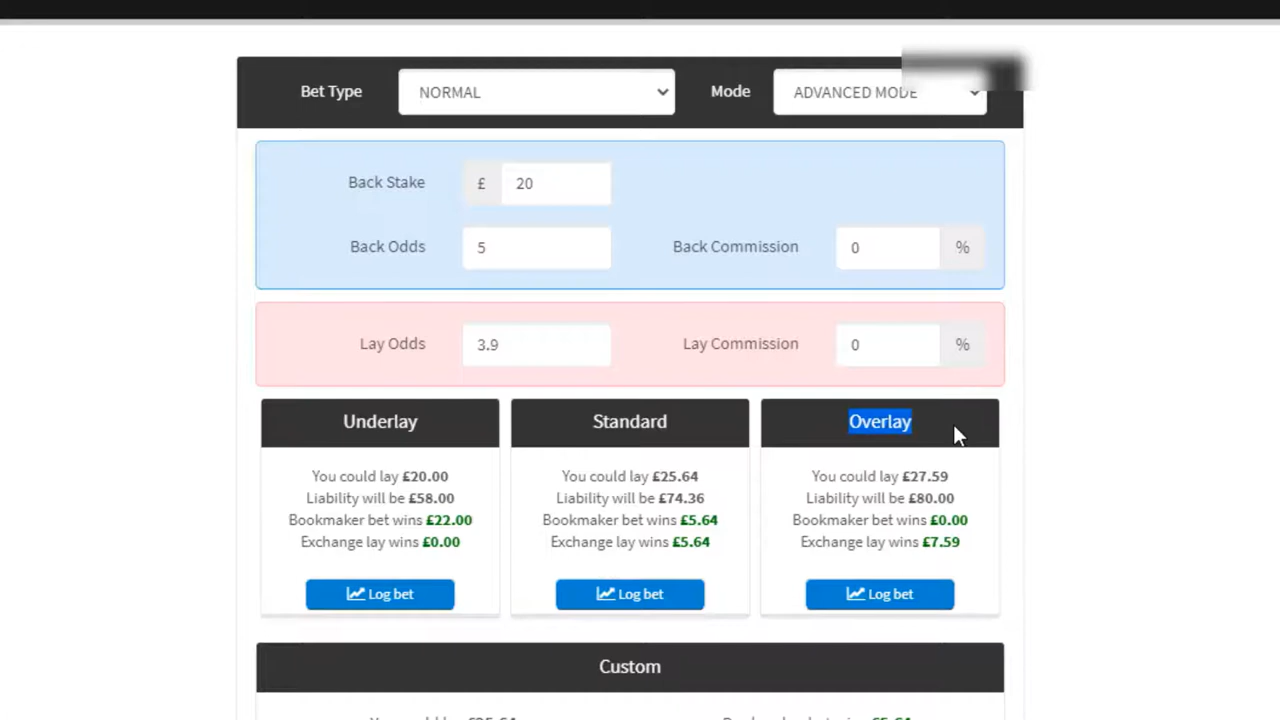 Bet Type NORMAL Mode ADVANCED MODE
Back Stake £ 20
Back Odds 5 Back Commission 0 %
Lay Odds 3.9 Lay Commission 0 %
Underlay
You could lay £20.00
Liability will be £58.00
Bookmaker bet wins £22.00
Exchange lay wins £0.00
Log bet
Standard
You could lay £25.64
Liability will be £74.36
Bookmaker bet wins £5.64
Exchange lay wins £5.64
Log bet
Overlay
You could lay £27.59
Liability will be £80.00
Bookmaker bet wins £0.00
Exchange lay wins £7.59
Log bet
Custom